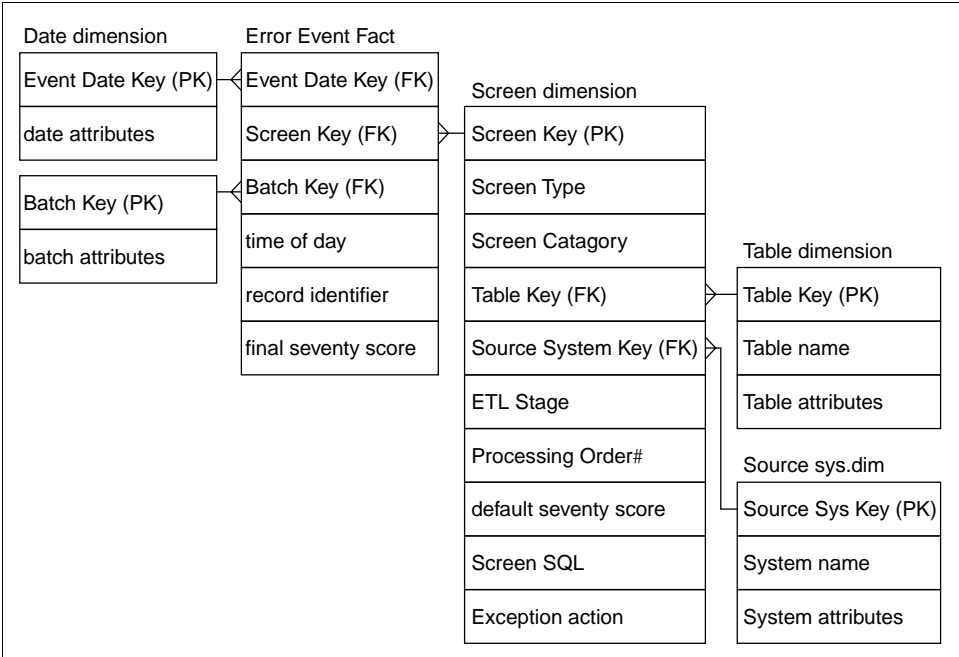 Date dimension
Event Date Key (PK)
date attributes
Batch Key (PK)
batch attributes
Error Event Fact
Event Date Key (FK)
Screen Key (FK)
Batch Key (FK)
time of day
record identifier
final seventy score
Screen dimension
Screen Key (PK)
Screen Type
Screen Catagory
Table Key (FK)
Source System Key (FK)
ETL Stage
Processing Order#
default seventy score
Screen SQL
Exception action
Table dimension
Table Key (PK)
Table name
Table attributes
Source sys.dim
Source Sys Key (PK)
System name
System attributes